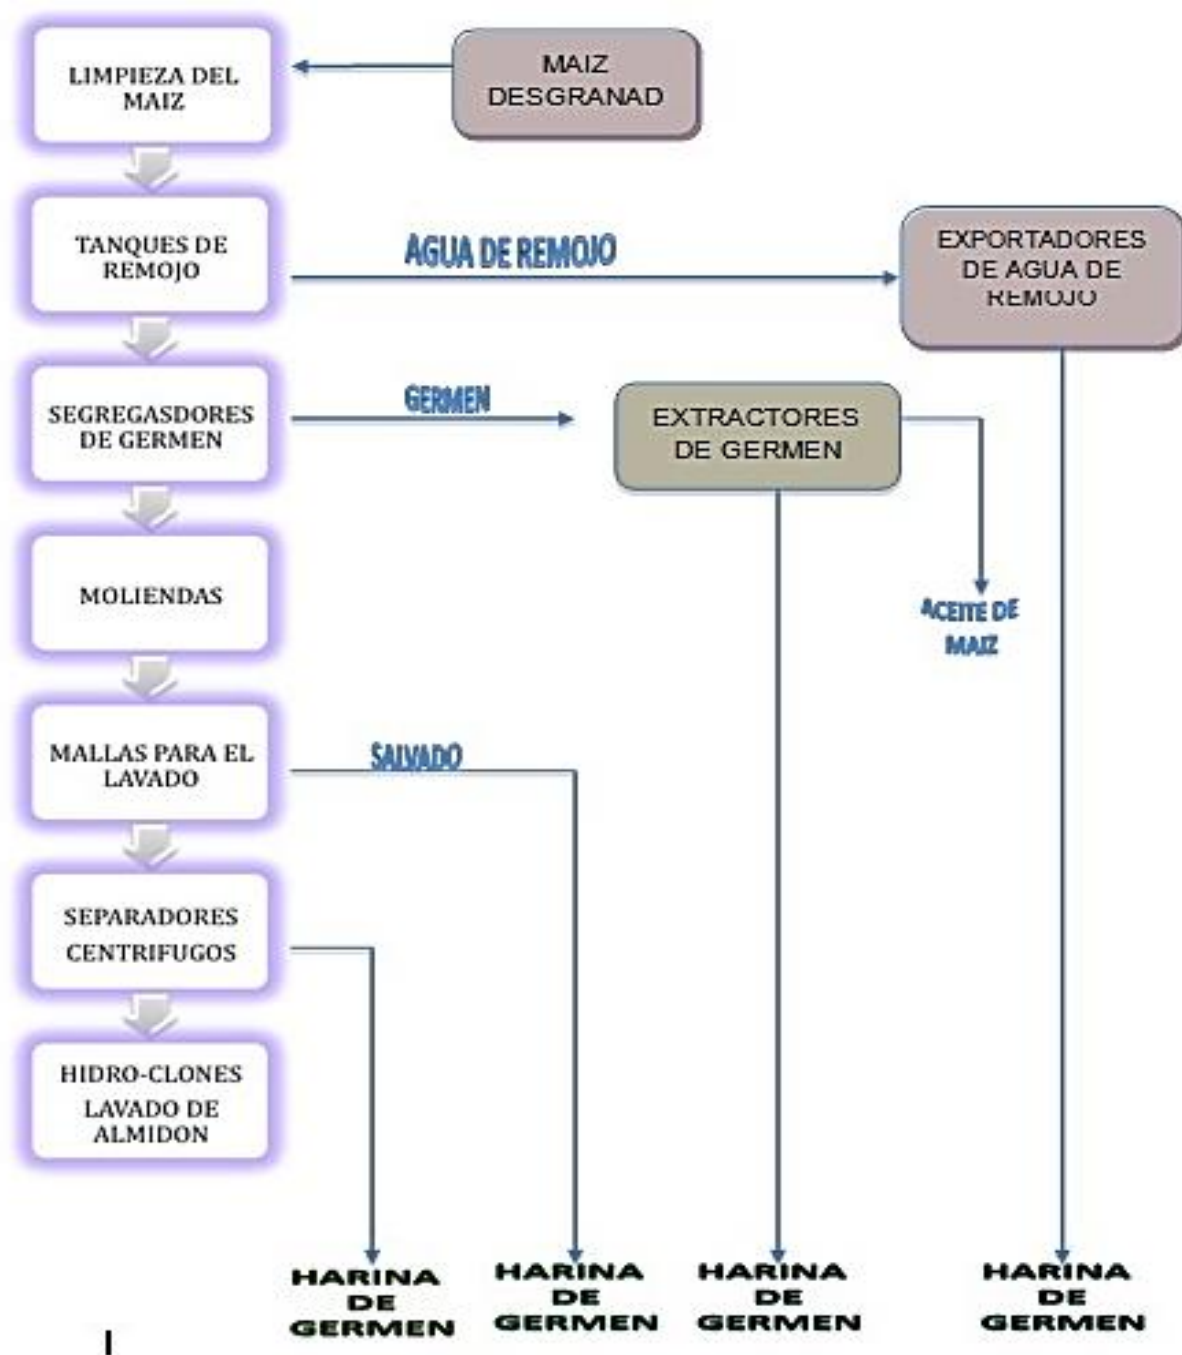 LIMPIEZA DEL
MAIZ
MAIZ
DESGRANAD
TANQUES DE
REMOJO
AGUA DE REMOJO
EXPORTADORES
DE AGUA DE
REMOJO
SEGREGASDORES
DE GERMEN
GERMEN
EXTRACTORES
DE GERMEN
MOLIENDAS
ACEITE DE
MAIZ
MALLAS PARA EL
LAVADO
SALVADO
SEPARADORES
CENTRIFUGOS
HIDRO-CLONES
LAVADO DE
ALMIDON
HARINA
DE
GERMEN
HARINA
DE
GERMEN
HARINA
DE
GERMEN
HARINA
DE
GERMEN